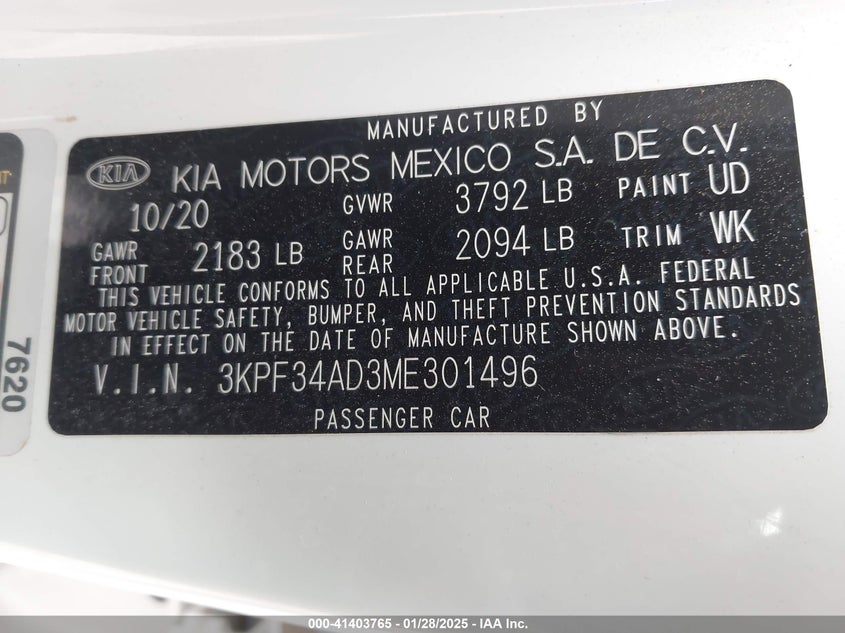 MANUFACTURED BY
KIA KIA MOTORS MEXICO S.A. DE C.V.
10/20 GVWR 3792 LB PAINT UD
GAWR FRONT 2183 LB GAWR REAR 2094 LB TRIM WK
THIS VEHICLE CONFORMS TO ALL APPLICABLE U.S.A. FEDERAL
MOTOR VEHICLE SAFETY, BUMPER, AND THEFT PREVENTION STANDARDS
IN EFFECT ON THE DATE OF MANUFACTURE SHOWN ABOVE.
V.I.N. 3KPF34AD3ME301496
PASSENGER CAR
7620
000-41403765 - 01/28/2025 - IAA Inc.